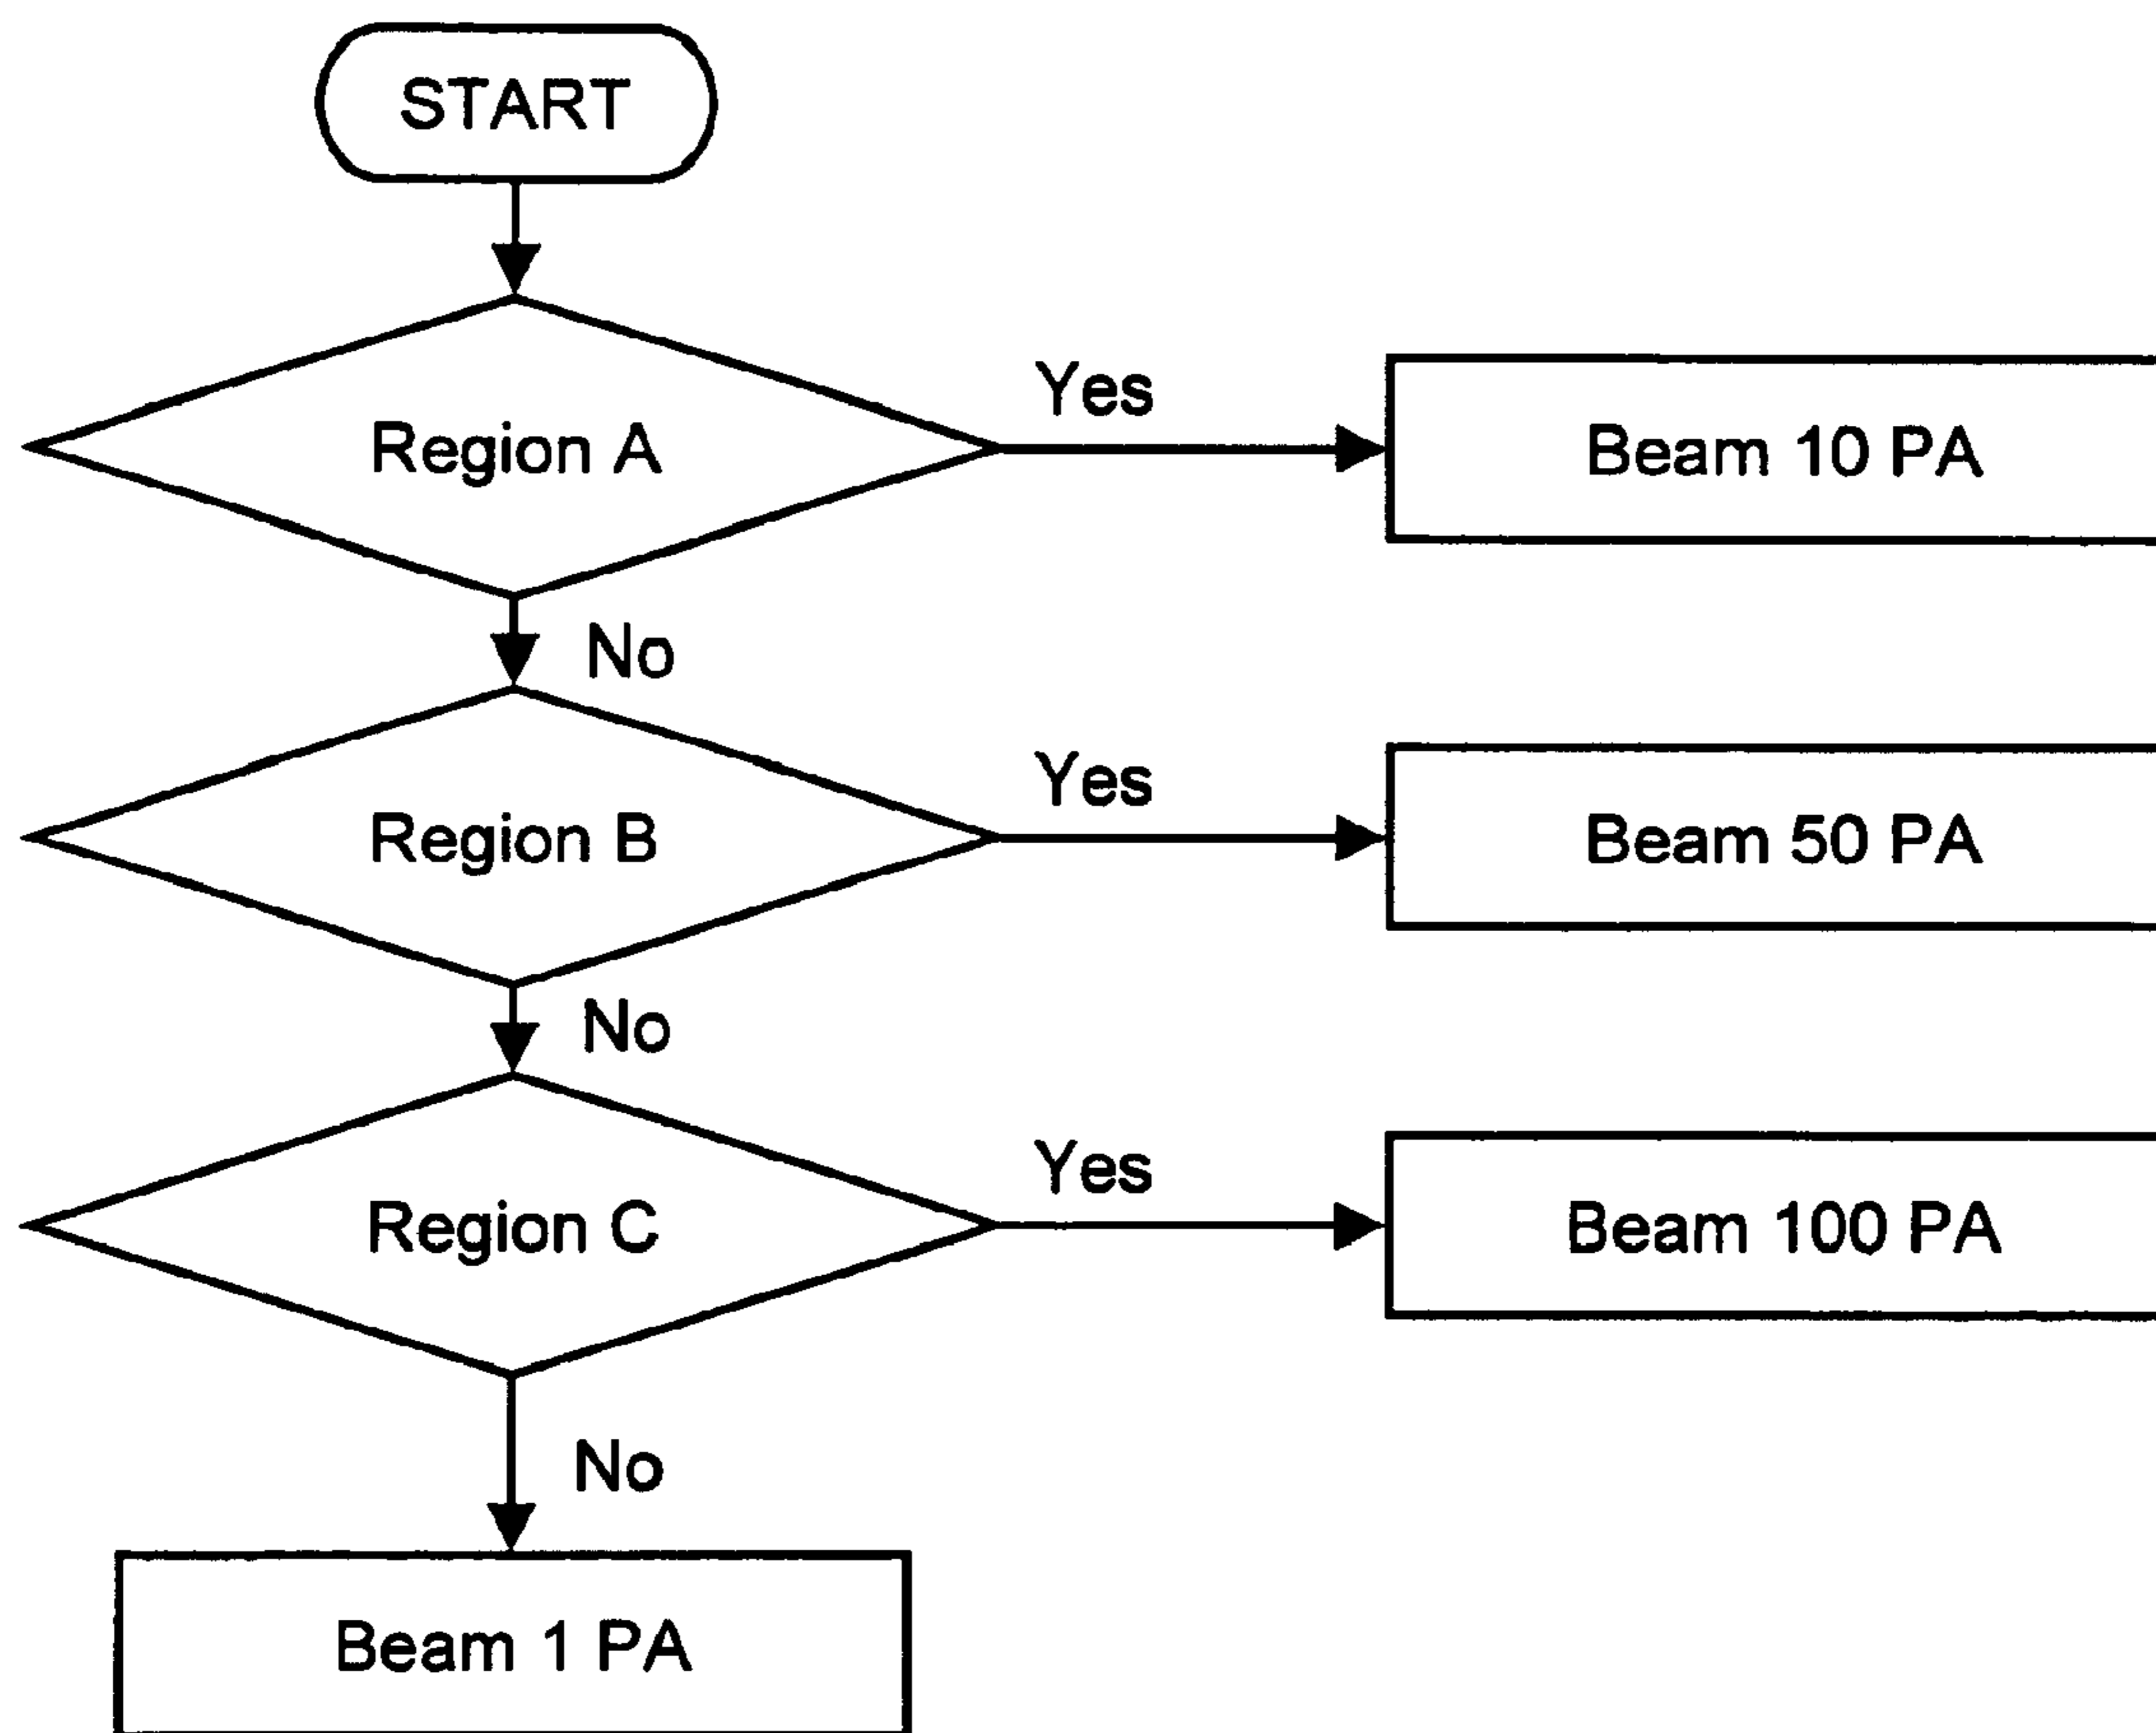 START
Region A
Yes
Beam 10 PA
No
Region B
Yes
Beam 50 PA
No
Region C
Yes
Beam 100 PA
No
Beam 1 PA